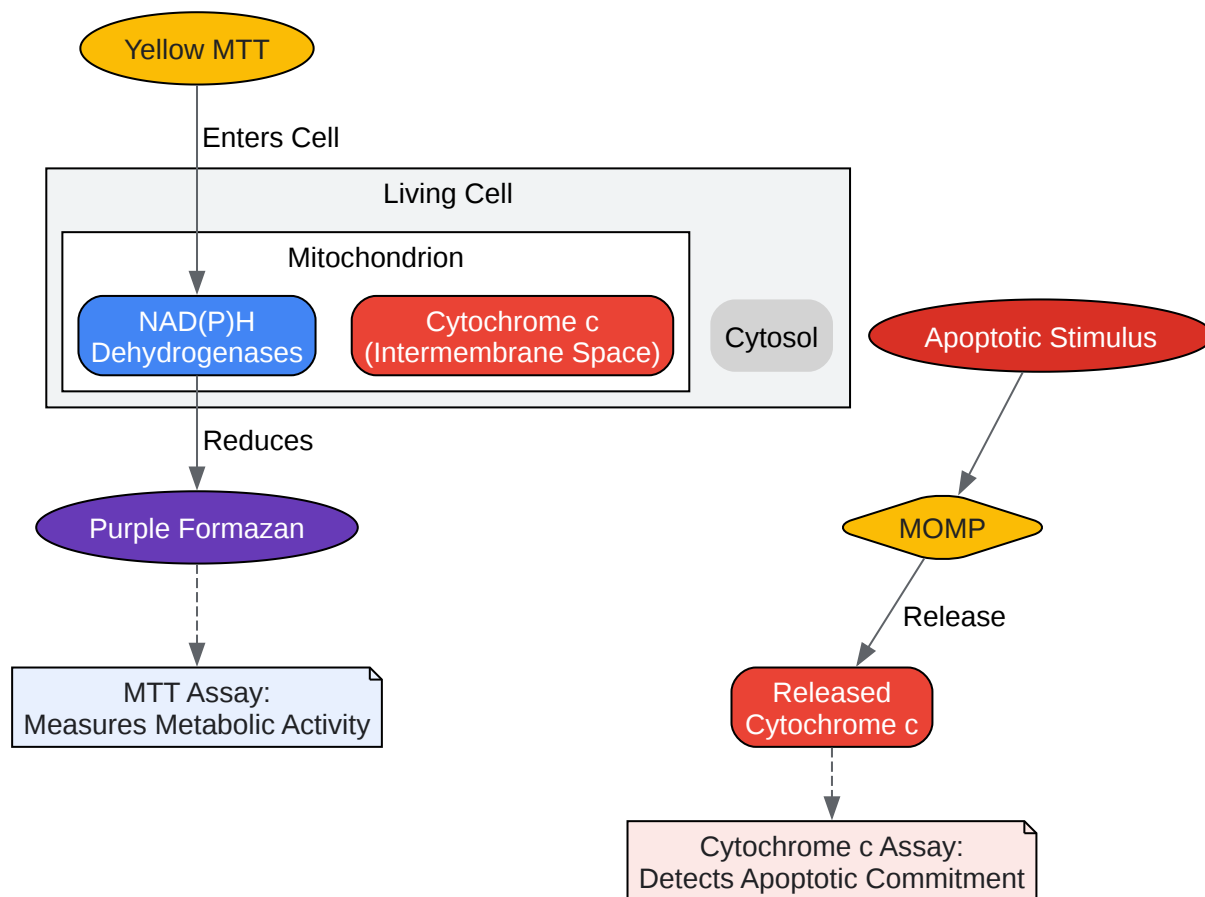 Yellow MTT
Enters Cell
Living Cell
Mitochondrion
NAD(P)H
Dehydrogenases
Cytochrome c
(Intermembrane Space)
Cytosol
Apoptotic Stimulus
Reduces
Purple Formazan
MOMP
Release
MTT Assay:
Measures Metabolic Activity
Released
Cytochrome c
Cytochrome c Assay:
Detects Apoptotic Commitment